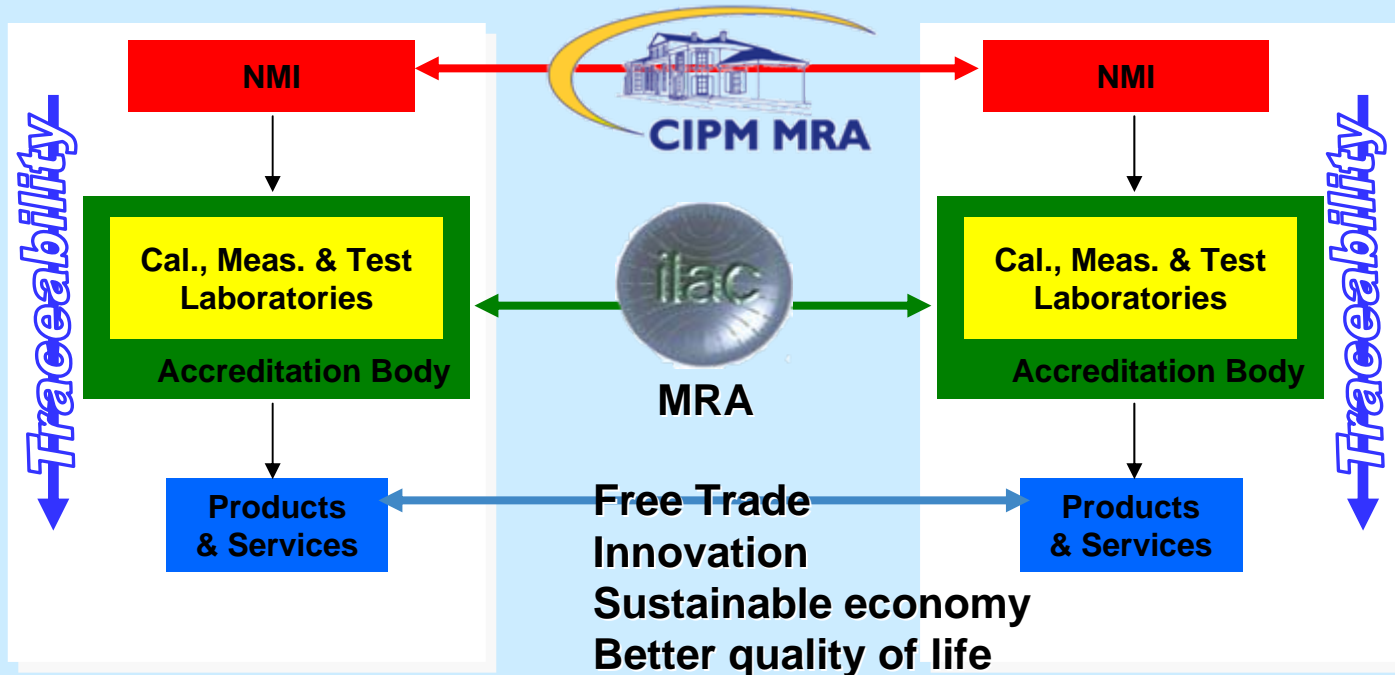 NMI
CIPM MRA
NMI
Traceability
Cal., Meas. & Test
Laboratories
Accreditation Body
ilac
MRA
Cal., Meas. & Test
Laboratories
Accreditation Body
Traceability
Products
& Services
Free Trade
Innovation
Sustainable economy
Better quality of life
Products
& Services